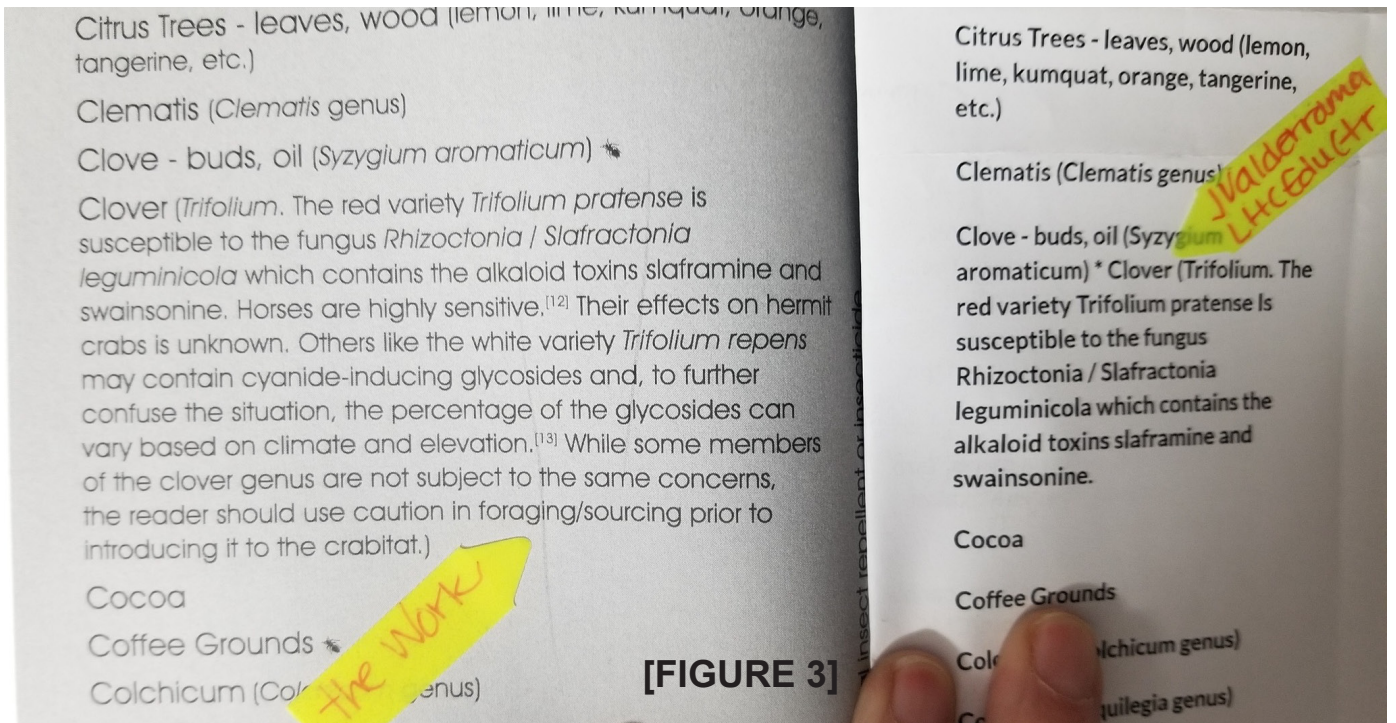 Citrus Trees - leaves, wood (lemon, lime, kumquat, orange,
tangerine, etc.)
Clematis (Clematis genus)
Clove - buds, oil (Syzygium aromaticum)
Clover (Trifolium. The red variety Trifolium pratense is
susceptible to the fungus Rhizoctonia / Slafractonia
leguminicola which contains the alkaloid toxins slaframine and
swainsonine. Horses are highly sensitive.[12] Their effects on hermit
crabs is unknown. Others like the white variety Trifolium repens
may contain cyanide-inducing glycosides and, to further
confuse the situation, the percentage of the glycosides can
vary based on climate and elevation.[13] While some members
of the clover genus are not subject to the same concerns,
the reader should use caution in foraging/sourcing prior to
introducing it to the crabitat.)
Cocoa
Coffee Grounds
Colchicum (Col enus)
the Work
[FIGURE 3]
insect repellent or insecticide
Citrus Trees - leaves, wood (lemon,
lime, kumquat, orange, tangerine,
etc.)
Clematis (Clematis genus)
Clove - buds, oil (Syzygium
aromaticum) * Clover (Trifolium. The
red variety Trifolium pratense Is
susceptible to the fungus
Rhizoctonia / Slafractonia
leguminicola which contains the
alkaloid toxins slaframine and
swainsonine.
Cocoa
Coffee Grounds
lchicum genus)
quilegia genus)
JValderrama
LHCEduCtr